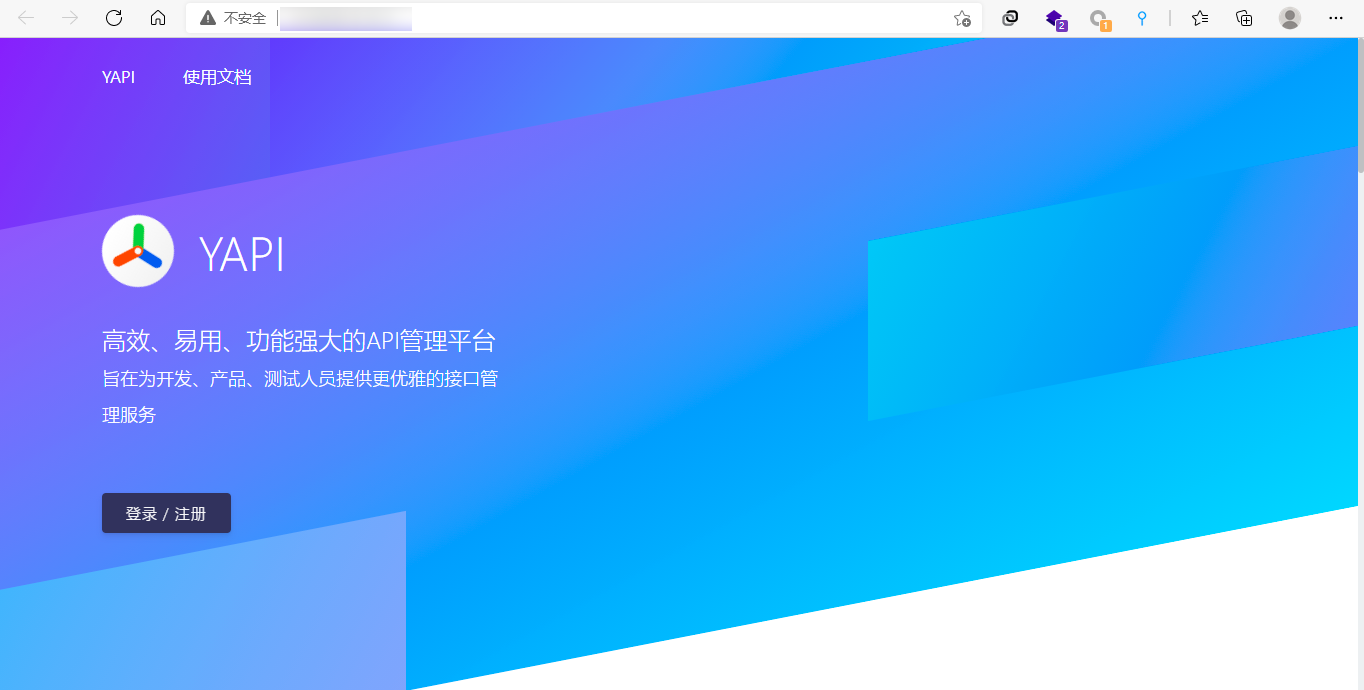 不安全
2
1
YAPI 使用文档
YAPI
高效、易用、功能强大的API管理平台
旨在为开发、产品、测试人员提供更优雅的接口管
理服务
登录 / 注册